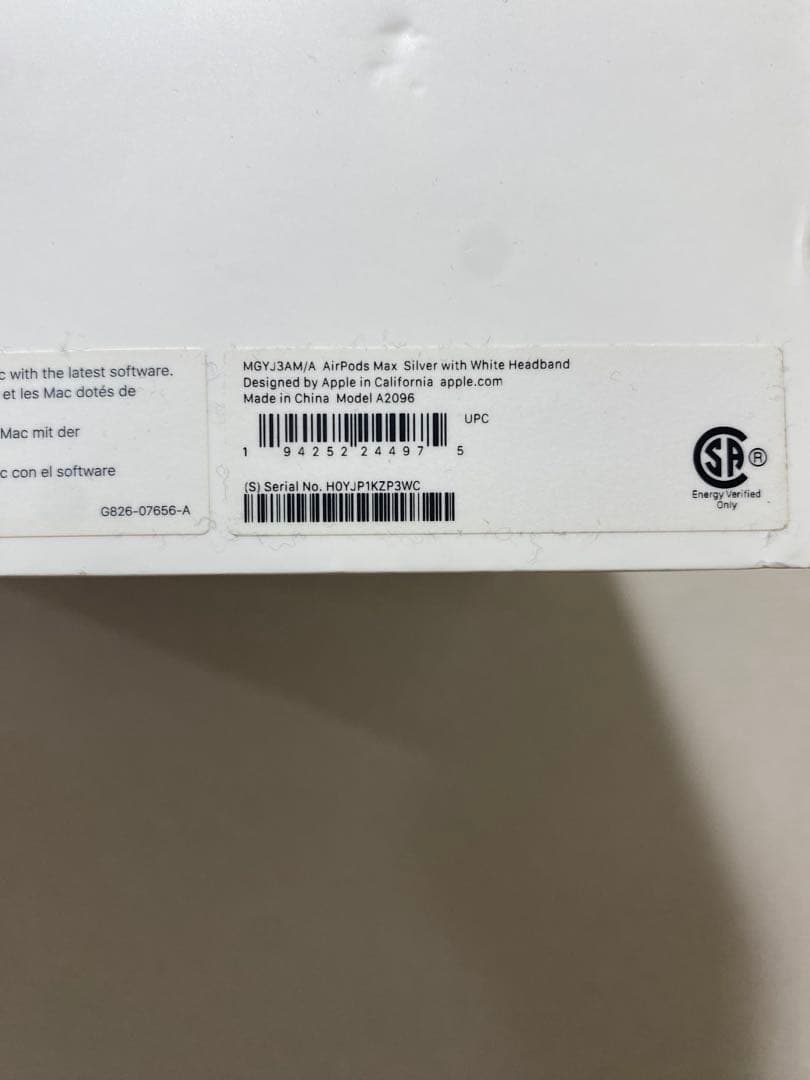 c with the latest software.
et les Mac dotés de
Mac mit der
c con el software
G826-07656-A
MGYJ3AM/A AirPods Max Silver with White Headband
Designed by Apple in California apple.com
Made in China Model A2096
UPC
1 94252 24497 5
(S) Serial No. H0YJP1KZP3WC
SA ®
Energy Verified
Only